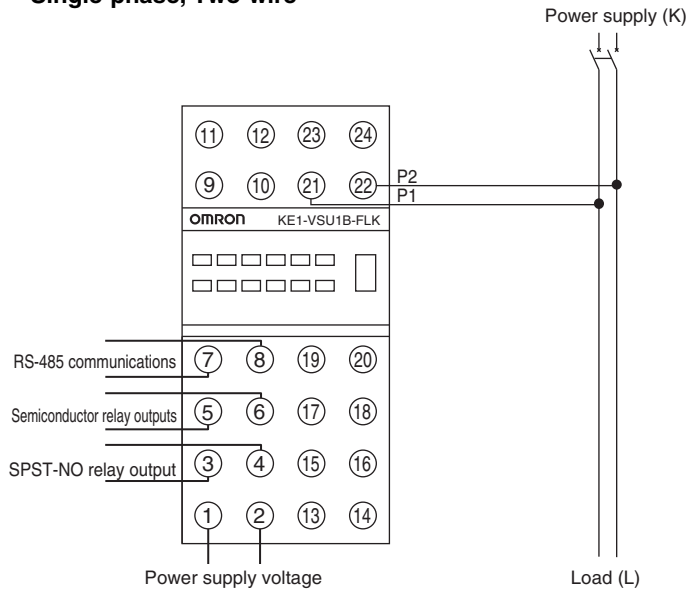 Single-phase, Two-wire
Power supply (K)
11 12 23 24
9 10 21 22
P2
P1
OMRON KE1-VSU1B-FLK
RS-485 communications
7 8 19 20
Semiconductor relay outputs
5 6 17 18
SPST-NO relay output
3 4 15 16
1 2 13 14
Power supply voltage
Load (L)